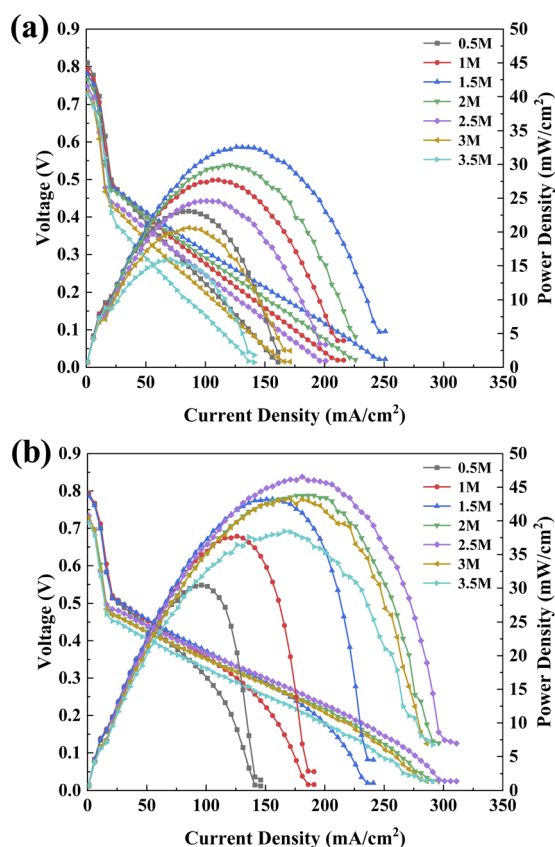 (a)
0.9
0.8
0.7
0.6
0.5
0.4
0.3
0.2
0.1
0.0
Voltage (V)
0.5M
1M
1.5M
2M
2.5M
3M
3.5M
50
45
40
35
30
25
20
15
10
5
0
Power Density (mW/cm²)
0 50 100 150 200 250 300 350
Current Density (mA/cm²)
(b)
0.9
0.8
0.7
0.6
0.5
0.4
0.3
0.2
0.1
0.0
Voltage (V)
0.5M
1M
1.5M
2M
2.5M
3M
3.5M
50
45
40
35
30
25
20
15
10
5
0
Power Density (mW/cm²)
0 50 100 150 200 250 300 350
Current Density (mA/cm²)